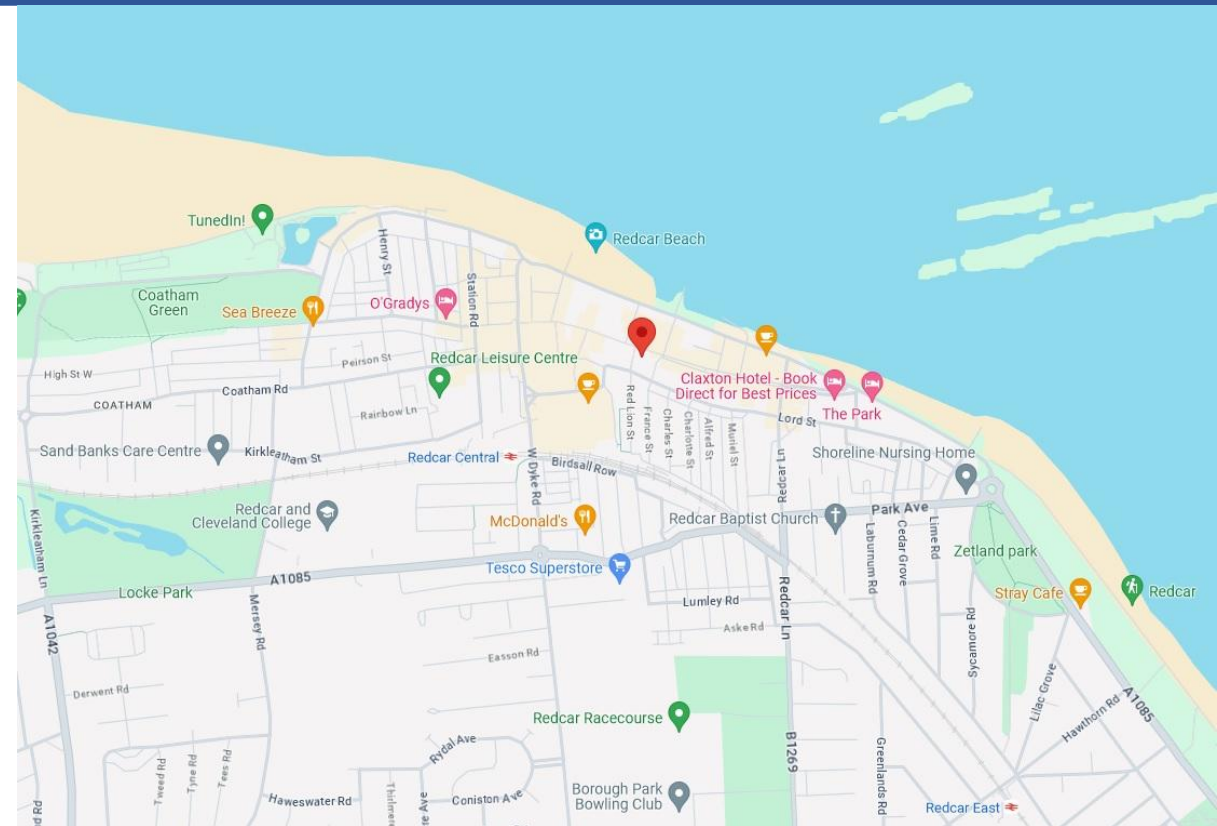 TunedIn!
Redcar Beach
Henry St
Coatham
Green
O'Gradys
Station Rd
Sea Breeze
Peirson St
Redcar Leisure Centre
High St W
Coatham Rd
Claxton Hotel - Book
Direct for Best Prices
The Park
COATHAM
Rairbow Ln
Red Lion St
France St
Charles St
Charlotte St
Alfred St
Muriel St
Lord St
Sand Banks Care Centre
Kirkleatham St
Redcar Central
W Dyke Rd
Birdsall Row
Redcar Ln
Shoreline Nursing Home
Kirkleatham Ln
Redcar and
Cleveland College
McDonald's
Redcar Baptist Church
Park Ave
Laburnum Rd
Cedar Grove
Lime Rd
Zetland park
Tesco Superstore
A1085
Locke Park
Mersey Rd
A1042
Lumley Rd
Redcar Ln
Stray Cafe
Redcar
Aske Rd
Sycamore Rd
Easson Rd
Derwent Rd
Lilac Grove
Hawthorn Rd
A1085
Redcar Racecourse
Rydal Ave
B1269
Tweed Rd
Tyne Rd
Tees Rd
Greenlands Rd
Haweswater Rd
Coniston Ave
Borough Park
Bowling Club
Redcar East
Rd
Ave